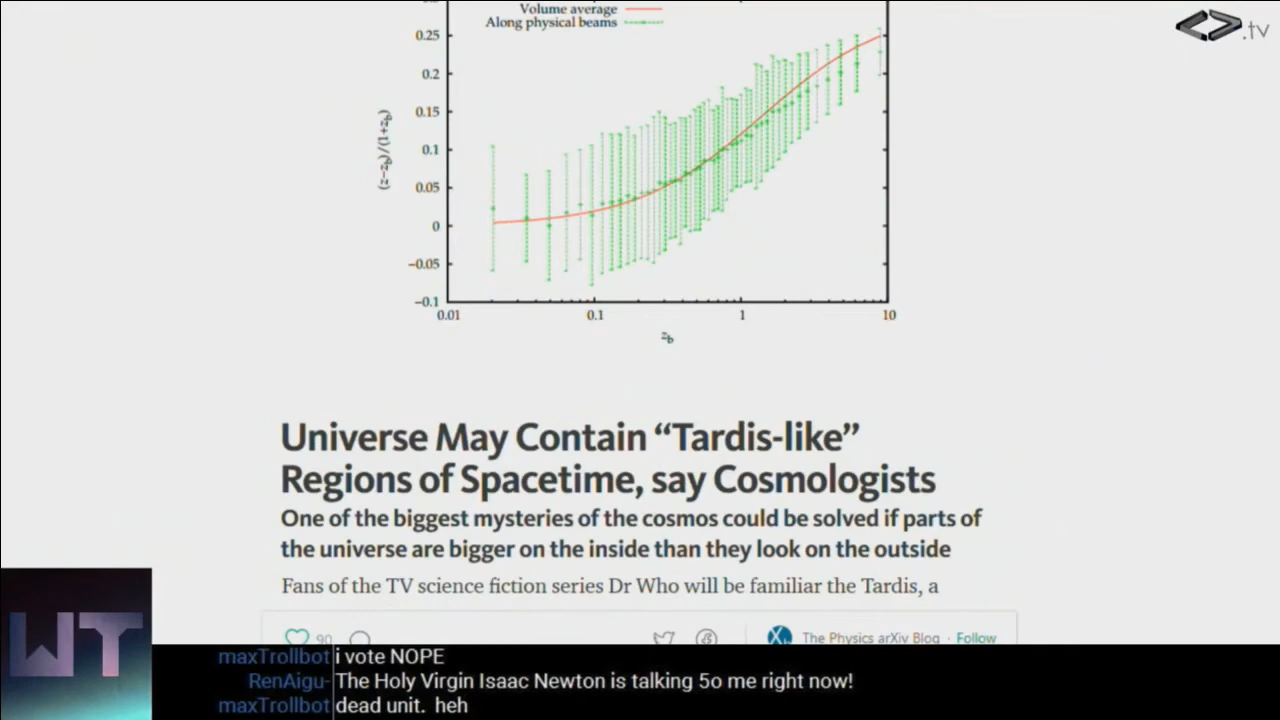 Volume average
Along physical beams
.tv
0.25
0.2
0.15
0.1
0.05
0
−0.05
−0.1
(z−z_b)/(1+z_b)
0.01
0.1
1
10
z_b
Universe May Contain “Tardis-like”
Regions of Spacetime, say Cosmologists
One of the biggest mysteries of the cosmos could be solved if parts of
the universe are bigger on the inside than they look on the outside
Fans of the TV science fiction series Dr Who will be familiar the Tardis, a
90
The Physics arXiv Blog · Follow
WT
maxTrollbot i vote NOPE
RenAigu- The Holy Virgin Isaac Newton is talking 5o me right now!
maxTrollbot dead unit. heh